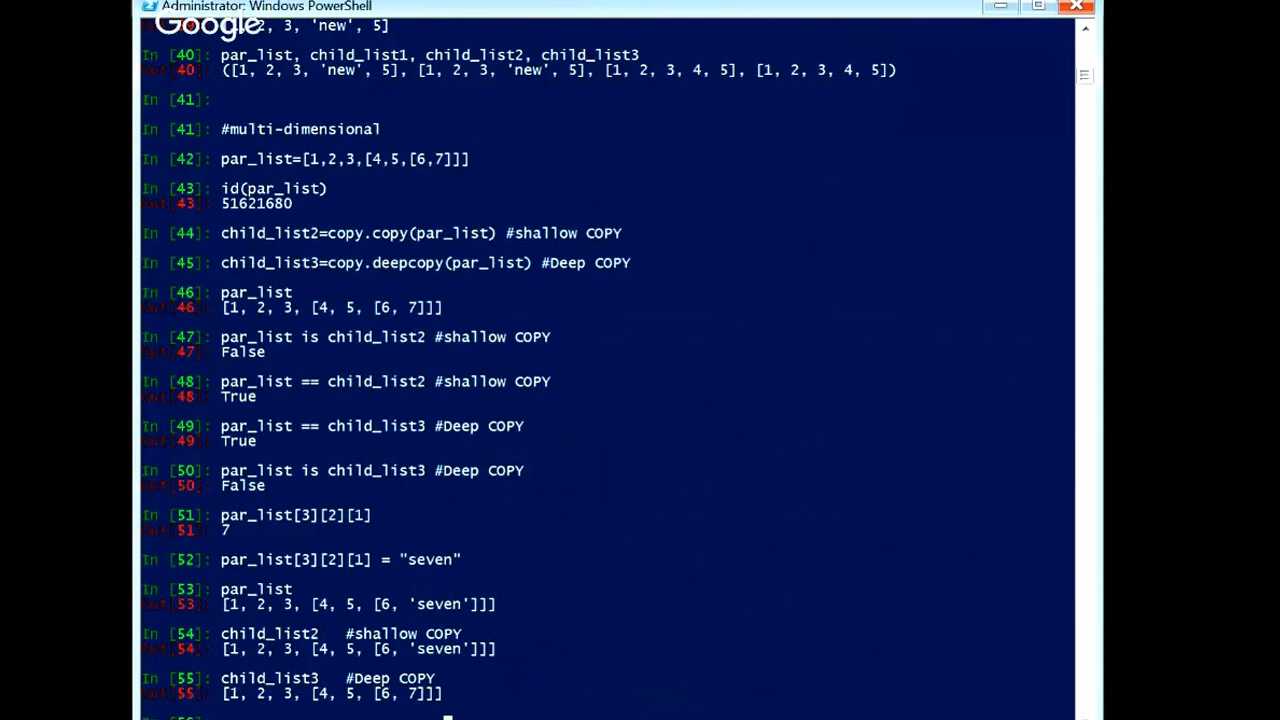 Administrator: Windows PowerShell
Google
2, 3, 'new', 5]
In [40]: par_list, child_list1, child_list2, child_list3
Out[40]: ([1, 2, 3, 'new', 5], [1, 2, 3, 'new', 5], [1, 2, 3, 4, 5], [1, 2, 3, 4, 5])
In [41]:
In [41]: #multi-dimensional
In [42]: par_list=[1,2,3,[4,5,[6,7]]]
In [43]: id(par_list)
Out[43]: 51621680
In [44]: child_list2=copy.copy(par_list) #shallow COPY
In [45]: child_list3=copy.deepcopy(par_list) #Deep COPY
In [46]: par_list
Out[46]: [1, 2, 3, [4, 5, [6, 7]]]
In [47]: par_list is child_list2 #shallow COPY
Out[47]: False
In [48]: par_list == child_list2 #shallow COPY
Out[48]: True
In [49]: par_list == child_list3 #Deep COPY
Out[49]: True
In [50]: par_list is child_list3 #Deep COPY
Out[50]: False
In [51]: par_list[3][2][1]
Out[51]: 7
In [52]: par_list[3][2][1] = "seven"
In [53]: par_list
Out[53]: [1, 2, 3, [4, 5, [6, 'seven']]]
In [54]: child_list2   #shallow COPY
Out[54]: [1, 2, 3, [4, 5, [6, 'seven']]]
In [55]: child_list3   #Deep COPY
Out[55]: [1, 2, 3, [4, 5, [6, 7]]]